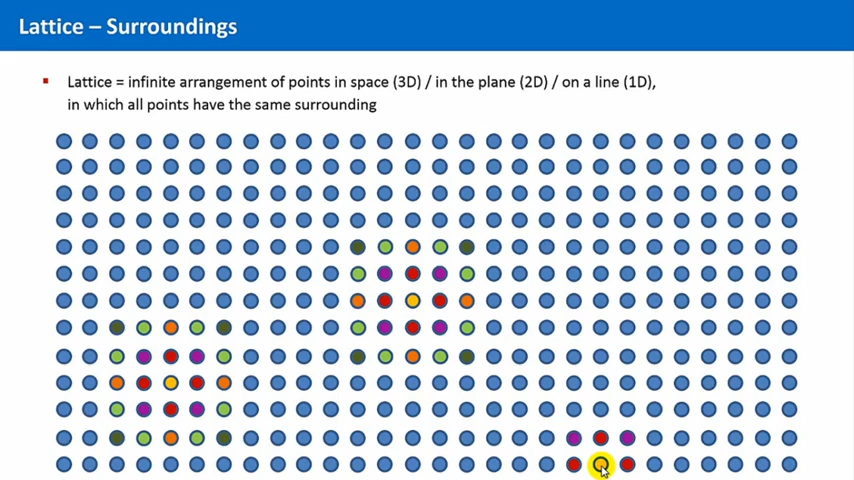 Lattice – Surroundings
Lattice = infinite arrangement of points in space (3D) / in the plane (2D) / on a line (1D),
in which all points have the same surrounding